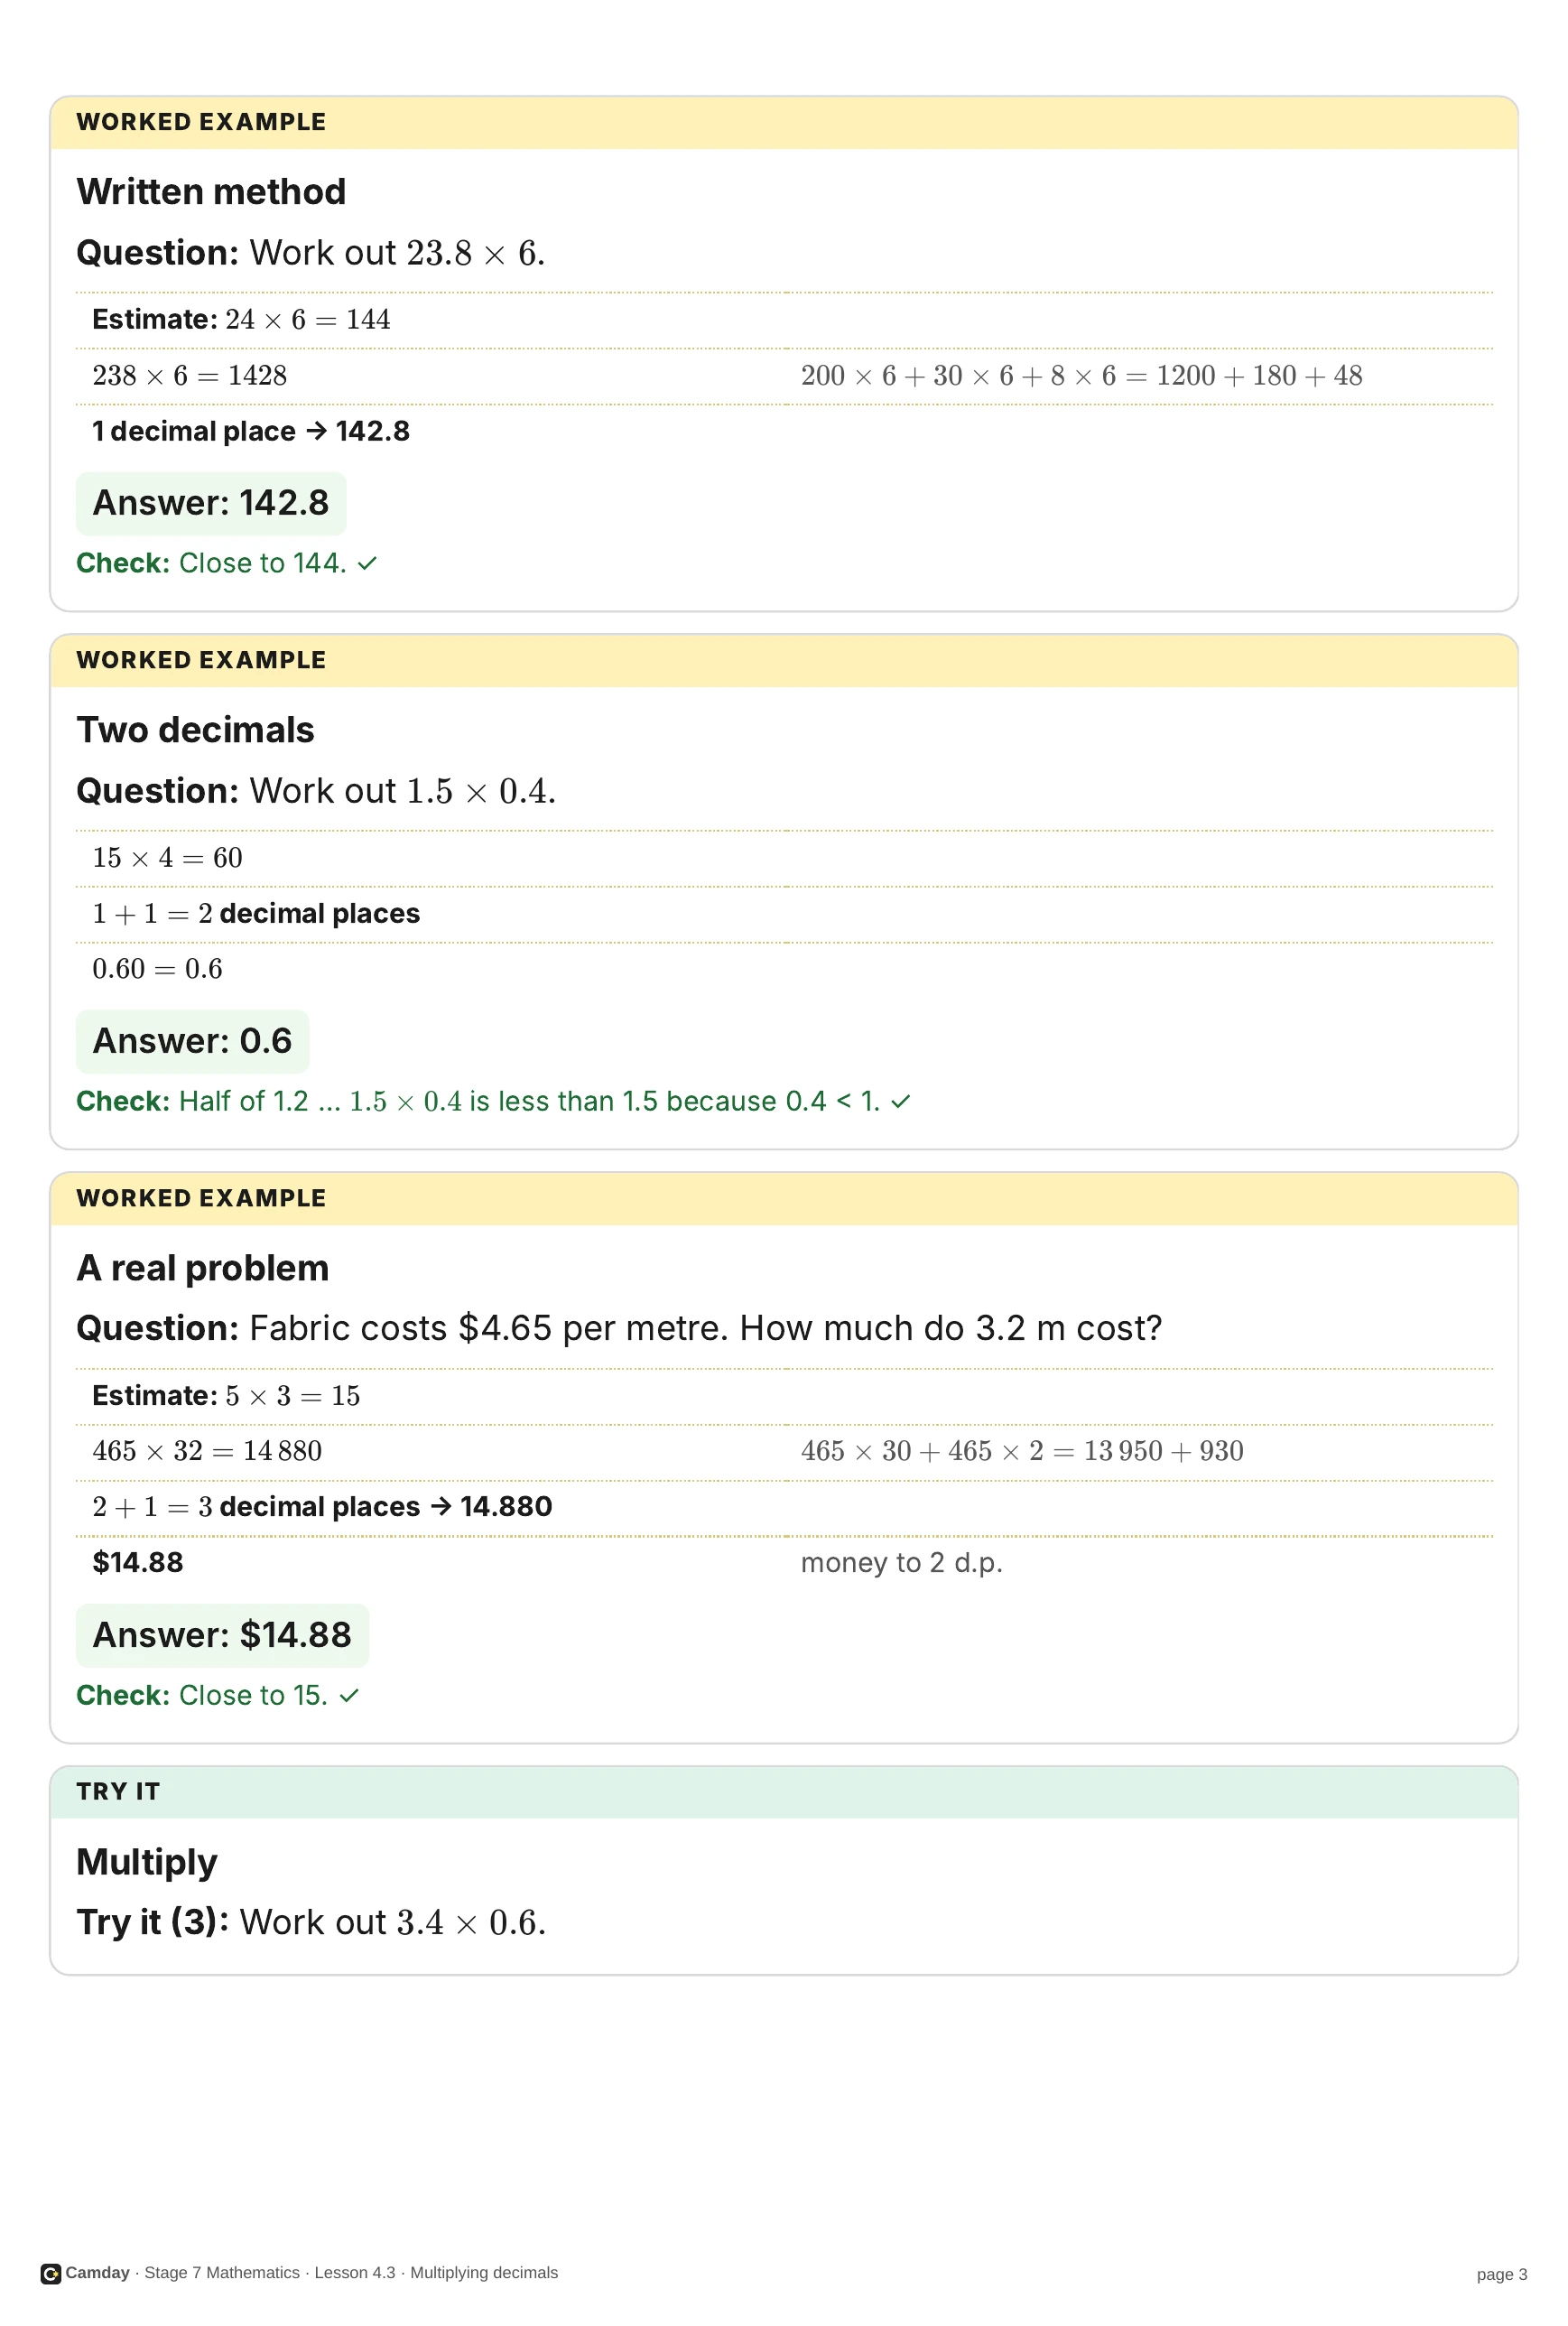 WORKED EXAMPLE
Written method
Question: Work out 23.8 × 6.
Estimate: 24 × 6 = 144
238 × 6 = 1428 200 × 6 + 30 × 6 + 8 × 6 = 1200 + 180 + 48
1 decimal place → 142.8
Answer: 142.8
Check: Close to 144. ✓
WORKED EXAMPLE
Two decimals
Question: Work out 1.5 × 0.4.
15 × 4 = 60
1 + 1 = 2 decimal places
0.60 = 0.6
Answer: 0.6
Check: Half of 1.2 ... 1.5 × 0.4 is less than 1.5 because 0.4 < 1. ✓
WORKED EXAMPLE
A real problem
Question: Fabric costs $4.65 per metre. How much do 3.2 m cost?
Estimate: 5 × 3 = 15
465 × 32 = 14 880 465 × 30 + 465 × 2 = 13 950 + 930
2 + 1 = 3 decimal places → 14.880
$14.88 money to 2 d.p.
Answer: $14.88
Check: Close to 15. ✓
TRY IT
Multiply
Try it (3): Work out 3.4 × 0.6.
Camday · Stage 7 Mathematics · Lesson 4.3 · Multiplying decimals page 3